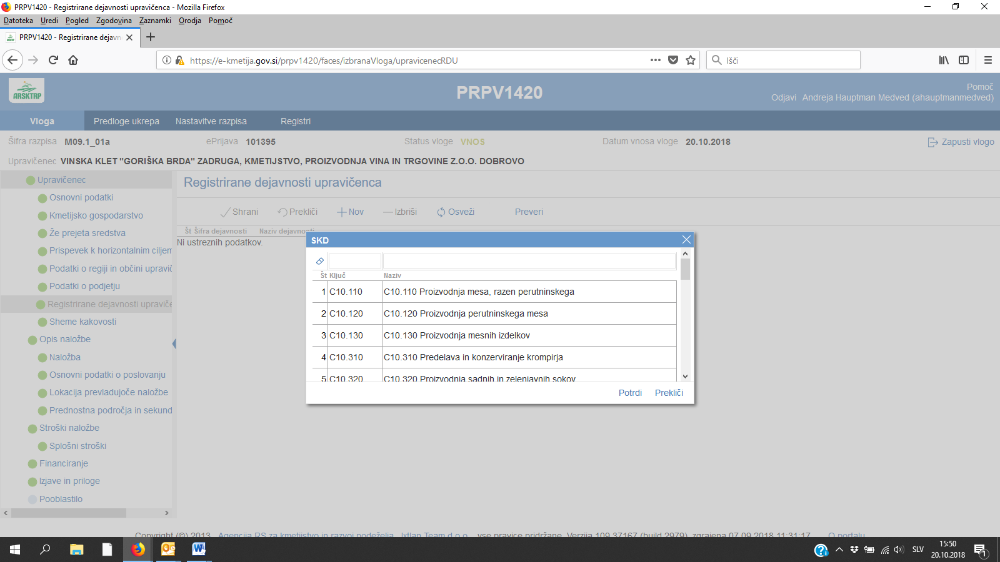 PRPV1420 - Registrirane dejavnosti upravičenca - Mozilla Firefox
Datoteka Uredi Pogled Zgodovina Zaznamki Orodja Pomoč
PRPV1420 - Registrirane dejavn
https://e-kmetija.gov.si/prpv1420/faces/izbranaVloga/upravicenecRDU
Išči
ARSKTRP
PRPV1420
Pomoč
Odjavi Andreja Hauptman Medved (ahauptmanmedved)
Vloga Predloge ukrepa Nastavitve razpisa Registri
Šifra razpisa M09.1_01a ePrijava 101395 Status vloge VNOS Datum vnosa vloge 20.10.2018 Zapusti vlogo
Upravičenec VINSKA KLET "GORIŠKA BRDA" ZADRUGA, KMETIJSTVO, PROIZVODNJA VINA IN TRGOVINE Z.O.O. DOBROVO
Upravičenec
Osnovni podatki
Kmetijsko gospodarstvo
Že prejeta sredstva
Prispevek k horizontalnim ciljem
Podatki o regiji in občini upravič
Podatki o podjetju
Registrirane dejavnosti upraviče
Sheme kakovosti
Opis naložbe
Naložba
Osnovni podatki o poslovanju
Lokacija prevladujoče naložbe
Prednostna področja in sekund
Stroški naložbe
Splošni stroški
Financiranje
Izjave in priloge
Pooblastilo
Registrirane dejavnosti upravičenca
Shrani Prekliči Nov Izbriši Osveži Preveri
Št Šifra dejavnosti Naziv dejavnosti
Ni ustreznih podatkov.
SKD
Št Ključ Naziv
1 C10.110 C10.110 Proizvodnja mesa, razen perutninskega
2 C10.120 C10.120 Proizvodnja perutninskega mesa
3 C10.130 C10.130 Proizvodnja mesnih izdelkov
4 C10.310 C10.310 Predelava in konzerviranje krompirja
5 C10.320 C10.320 Proizvodnja sadnih in zelenjavnih sokov
Potrdi Prekliči
Copyright (©) 2013 Agencija RS za kmetijstvo in razvoj podeželja Ixtlan Team d.o.o. vse pravice pridržane. Verzija 109.37167 (build 2979), zgrajena 07.09.2018 11:31:17 O portalu
SLV
15:50
20.10.2018
1